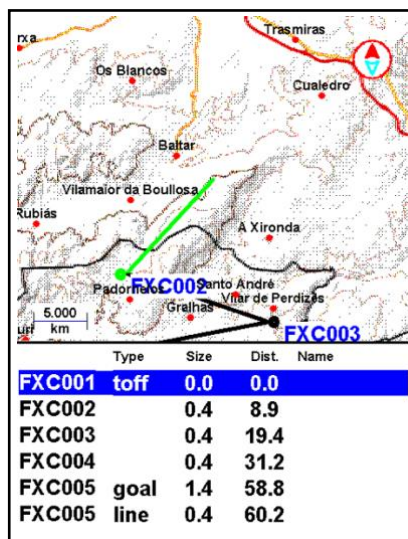 rxa
Trasmiras
Os Blancos
Cualedro
Baltar
Vilamaior da Boullosa
Rubiás
A Xironda
FXC002
Padornelos
Santo André
Vilar de Perdizes
5.000
km
Gralhas
uri
FXC003
Type Size Dist. Name
FXC001 toff 0.0 0.0
FXC002 0.4 8.9
FXC003 0.4 19.4
FXC004 0.4 31.2
FXC005 goal 1.4 58.8
FXC005 line 0.4 60.2